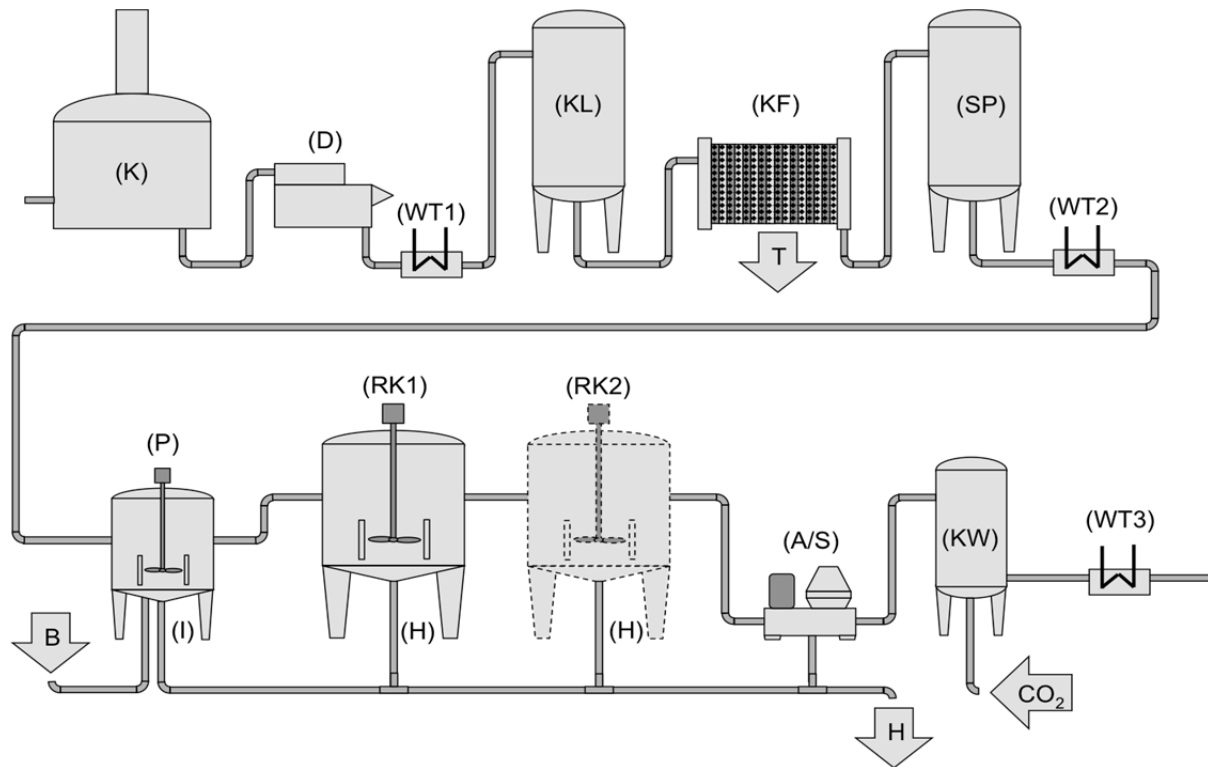 (K)
(D)
(WT1)
(KL)
(KF)
T
(SP)
(WT2)
(P)
(RK1)
(RK2)
(A/S)
(KW)
(WT3)
B
(I)
(H)
(H)
CO₂
H